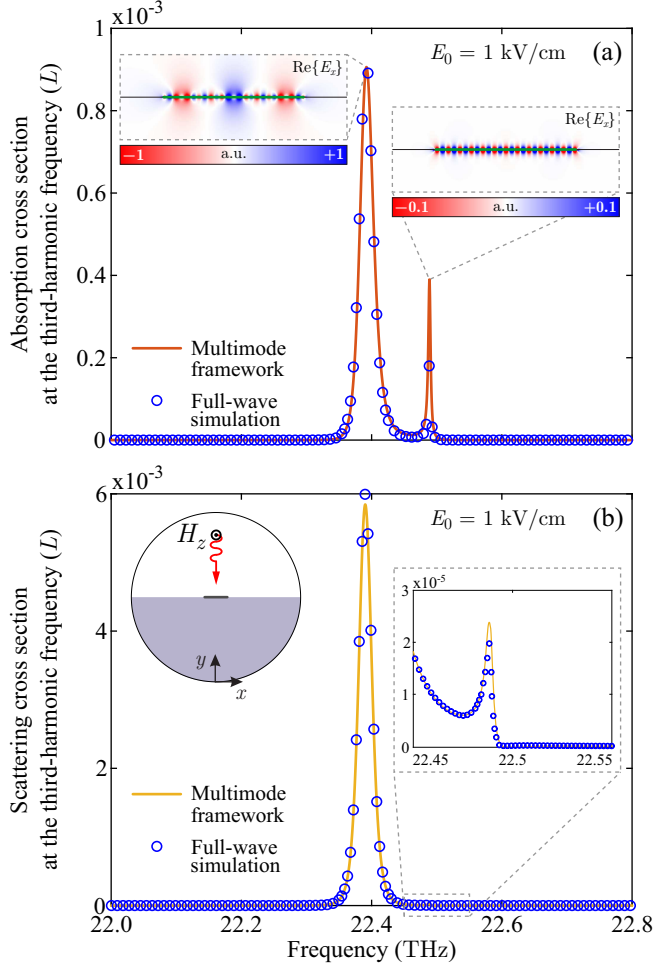 x10⁻³
1
0.8
0.6
0.4
0.2
0
Absorption cross section
at the third-harmonic frequency (L)
E₀ = 1 kV/cm
(a)
Re{Eₓ}
−1
a.u.
+1
Re{Eₓ}
−0.1
a.u.
+0.1
Multimode
framework
Full-wave
simulation
x10⁻³
6
4
2
0
Scattering cross section
at the third-harmonic frequency (L)
E₀ = 1 kV/cm
(b)
H_z
y
x
x10⁻⁵
3
2
1
0
22.45
22.5
22.55
Multimode
framework
Full-wave
simulation
22.0
22.2
22.4
22.6
22.8
Frequency (THz)